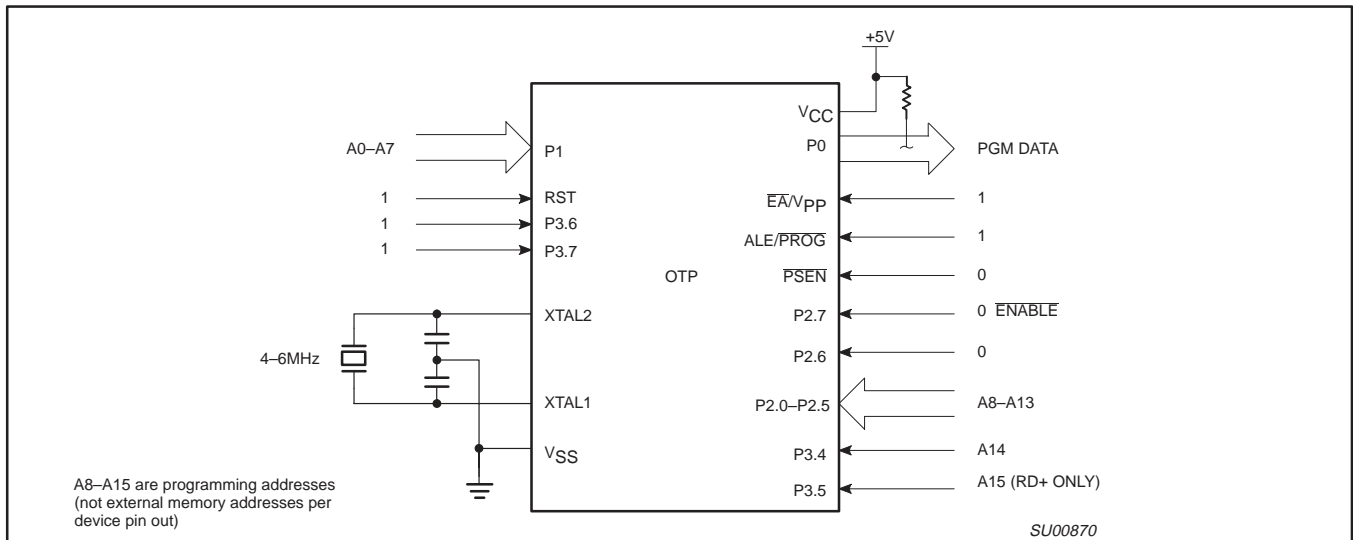 +5V
VCC
A0–A7
P1
P0
PGM DATA
1
RST
EA/VPP
1
1
P3.6
1
P3.7
ALE/PROG
1
OTP
PSEN
0
XTAL2
P2.7
0 ENABLE
4–6MHz
P2.6
0
XTAL1
P2.0–P2.5
A8–A13
VSS
P3.4
A14
P3.5
A15 (RD+ ONLY)
A8–A15 are programming addresses
(not external memory addresses per
device pin out)
SU00870